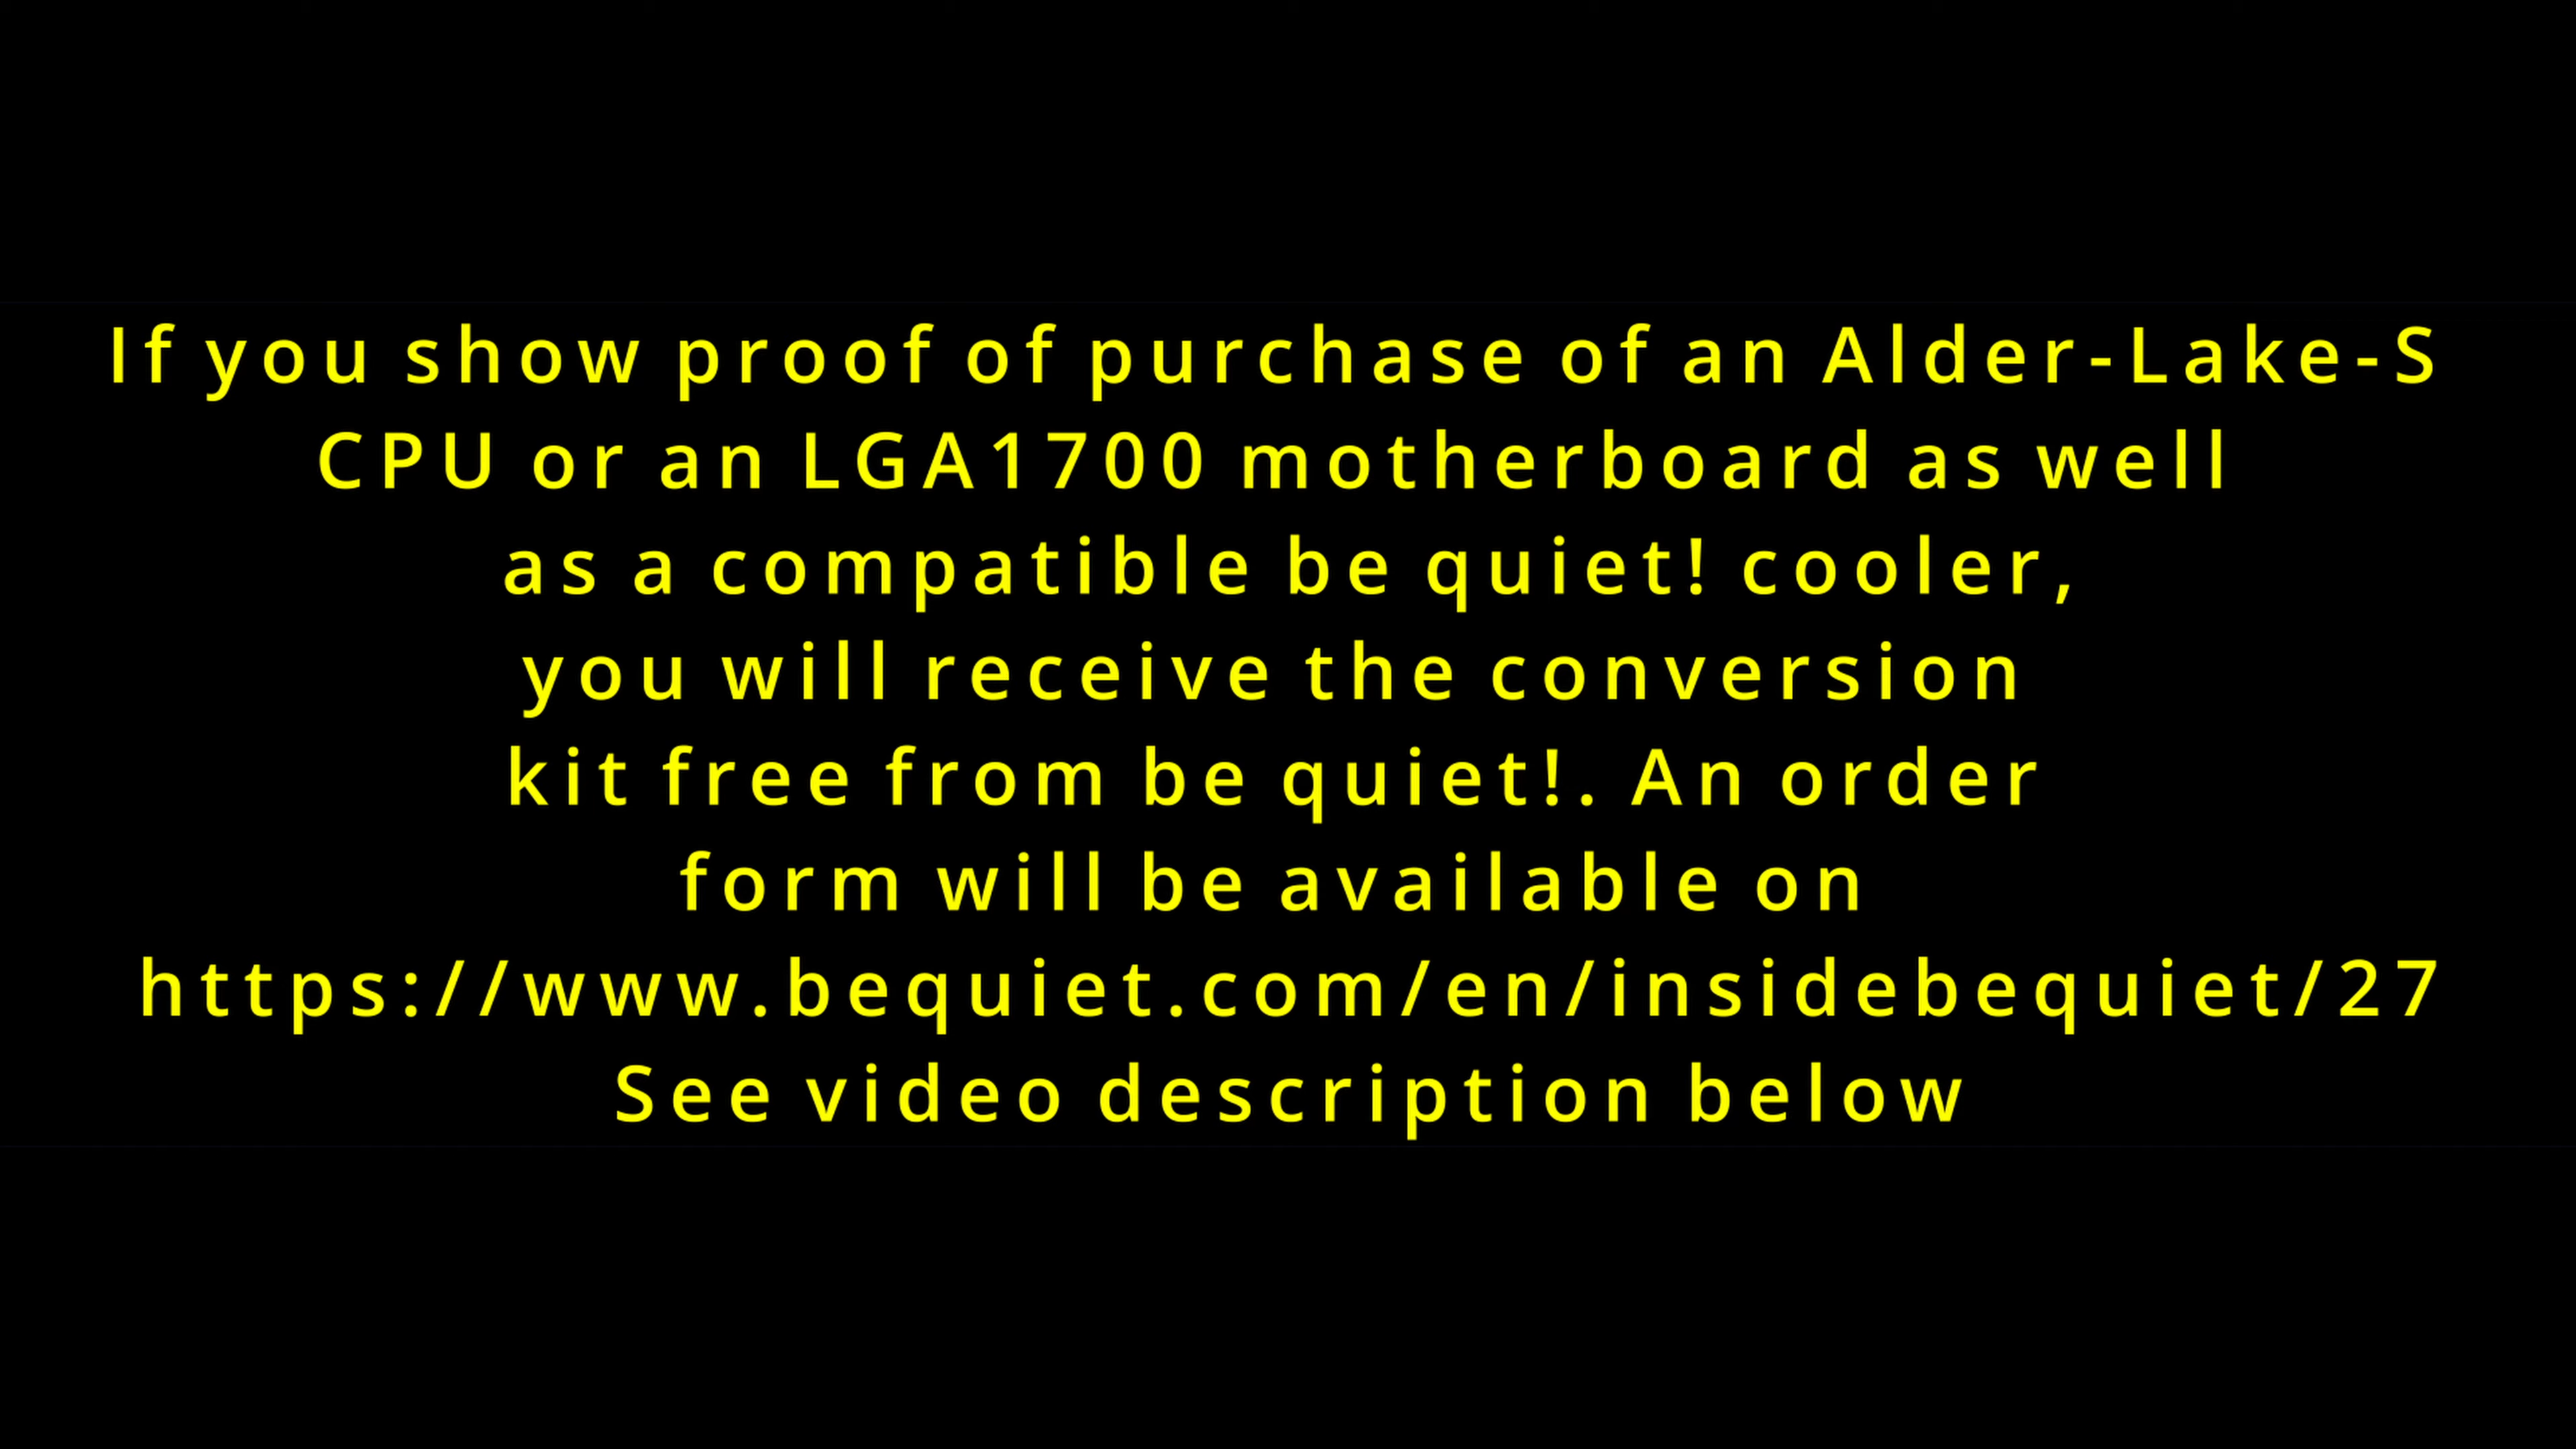 If you show proof of purchase of an Alder-Lake-S
CPU or an LGA1700 motherboard as well
as a compatible be quiet! cooler,
you will receive the conversion
kit free from be quiet!. An order
form will be available on
https://www.bequiet.com/en/insidebequiet/27
See video description below